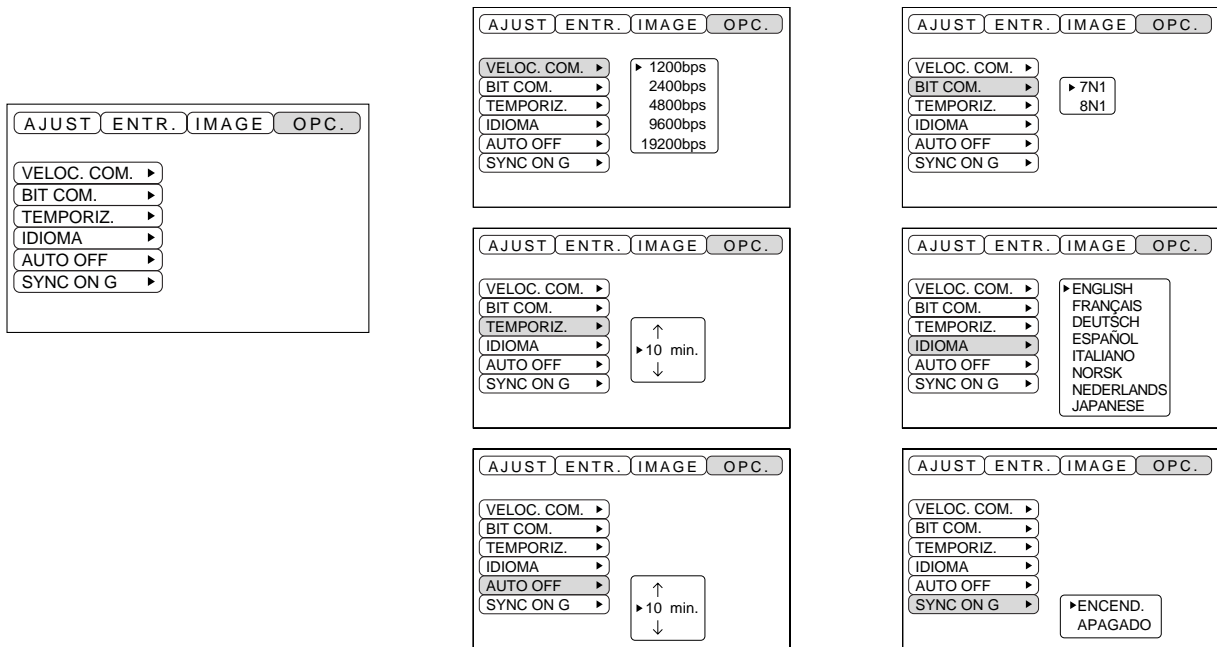 AJUST ENTR. IMAGE OPC.
VELOC. COM.
BIT COM.
TEMPORIZ.
IDIOMA
AUTO OFF
SYNC ON G
AJUST ENTR. IMAGE OPC.
VELOC. COM. 1200bps
BIT COM. 2400bps
TEMPORIZ. 4800bps
IDIOMA 9600bps
AUTO OFF 19200bps
SYNC ON G
AJUST ENTR. IMAGE OPC.
VELOC. COM.
BIT COM. 7N1
TEMPORIZ. 8N1
IDIOMA
AUTO OFF
SYNC ON G
AJUST ENTR. IMAGE OPC.
VELOC. COM.
BIT COM.
TEMPORIZ.
IDIOMA 10 min.
AUTO OFF
SYNC ON G
AJUST ENTR. IMAGE OPC.
VELOC. COM.
BIT COM.
TEMPORIZ.
IDIOMA
AUTO OFF
SYNC ON G
ENGLISH
FRANÇAIS
DEUTSCH
ESPAÑOL
ITALIANO
NORSK
NEDERLANDS
JAPANESE
AJUST ENTR. IMAGE OPC.
VELOC. COM.
BIT COM.
TEMPORIZ.
IDIOMA
AUTO OFF
SYNC ON G 10 min.
AJUST ENTR. IMAGE OPC.
VELOC. COM.
BIT COM.
TEMPORIZ.
IDIOMA
AUTO OFF
SYNC ON G ENCEND.
APAGADO